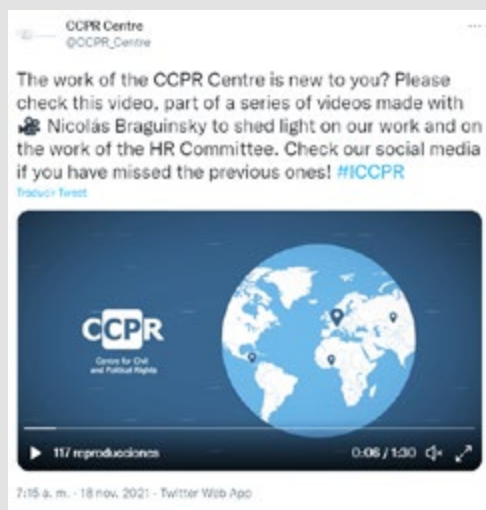 CCPR Centre
@CCPR_Centre
The work of the CCPR Centre is new to you? Please
check this video, part of a series of videos made with
🎥 Nicolás Braguinsky to shed light on our work and on
the work of the HR Committee. Check our social media
if you have missed the previous ones! #ICCPR
Traducir Tweet
CCPR
Centre for Civil
and Political Rights
117 reproducciones
0:06 / 1:30
7:15 a. m. · 18 nov. 2021 · Twitter Web App